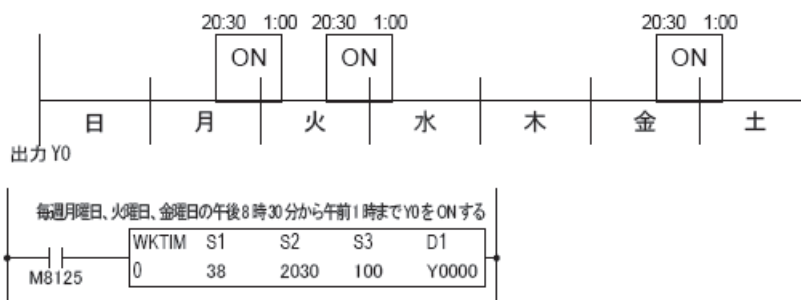 20:30 1:00 20:30 1:00 20:30 1:00
ON ON ON
日 月 火 水 木 金 土
出力 Y0
毎週月曜日、火曜日、金曜日の午後8時30分から午前1時までY0をONする
WKTIM S1 S2 S3 D1
0 38 2030 100 Y0000
M8125